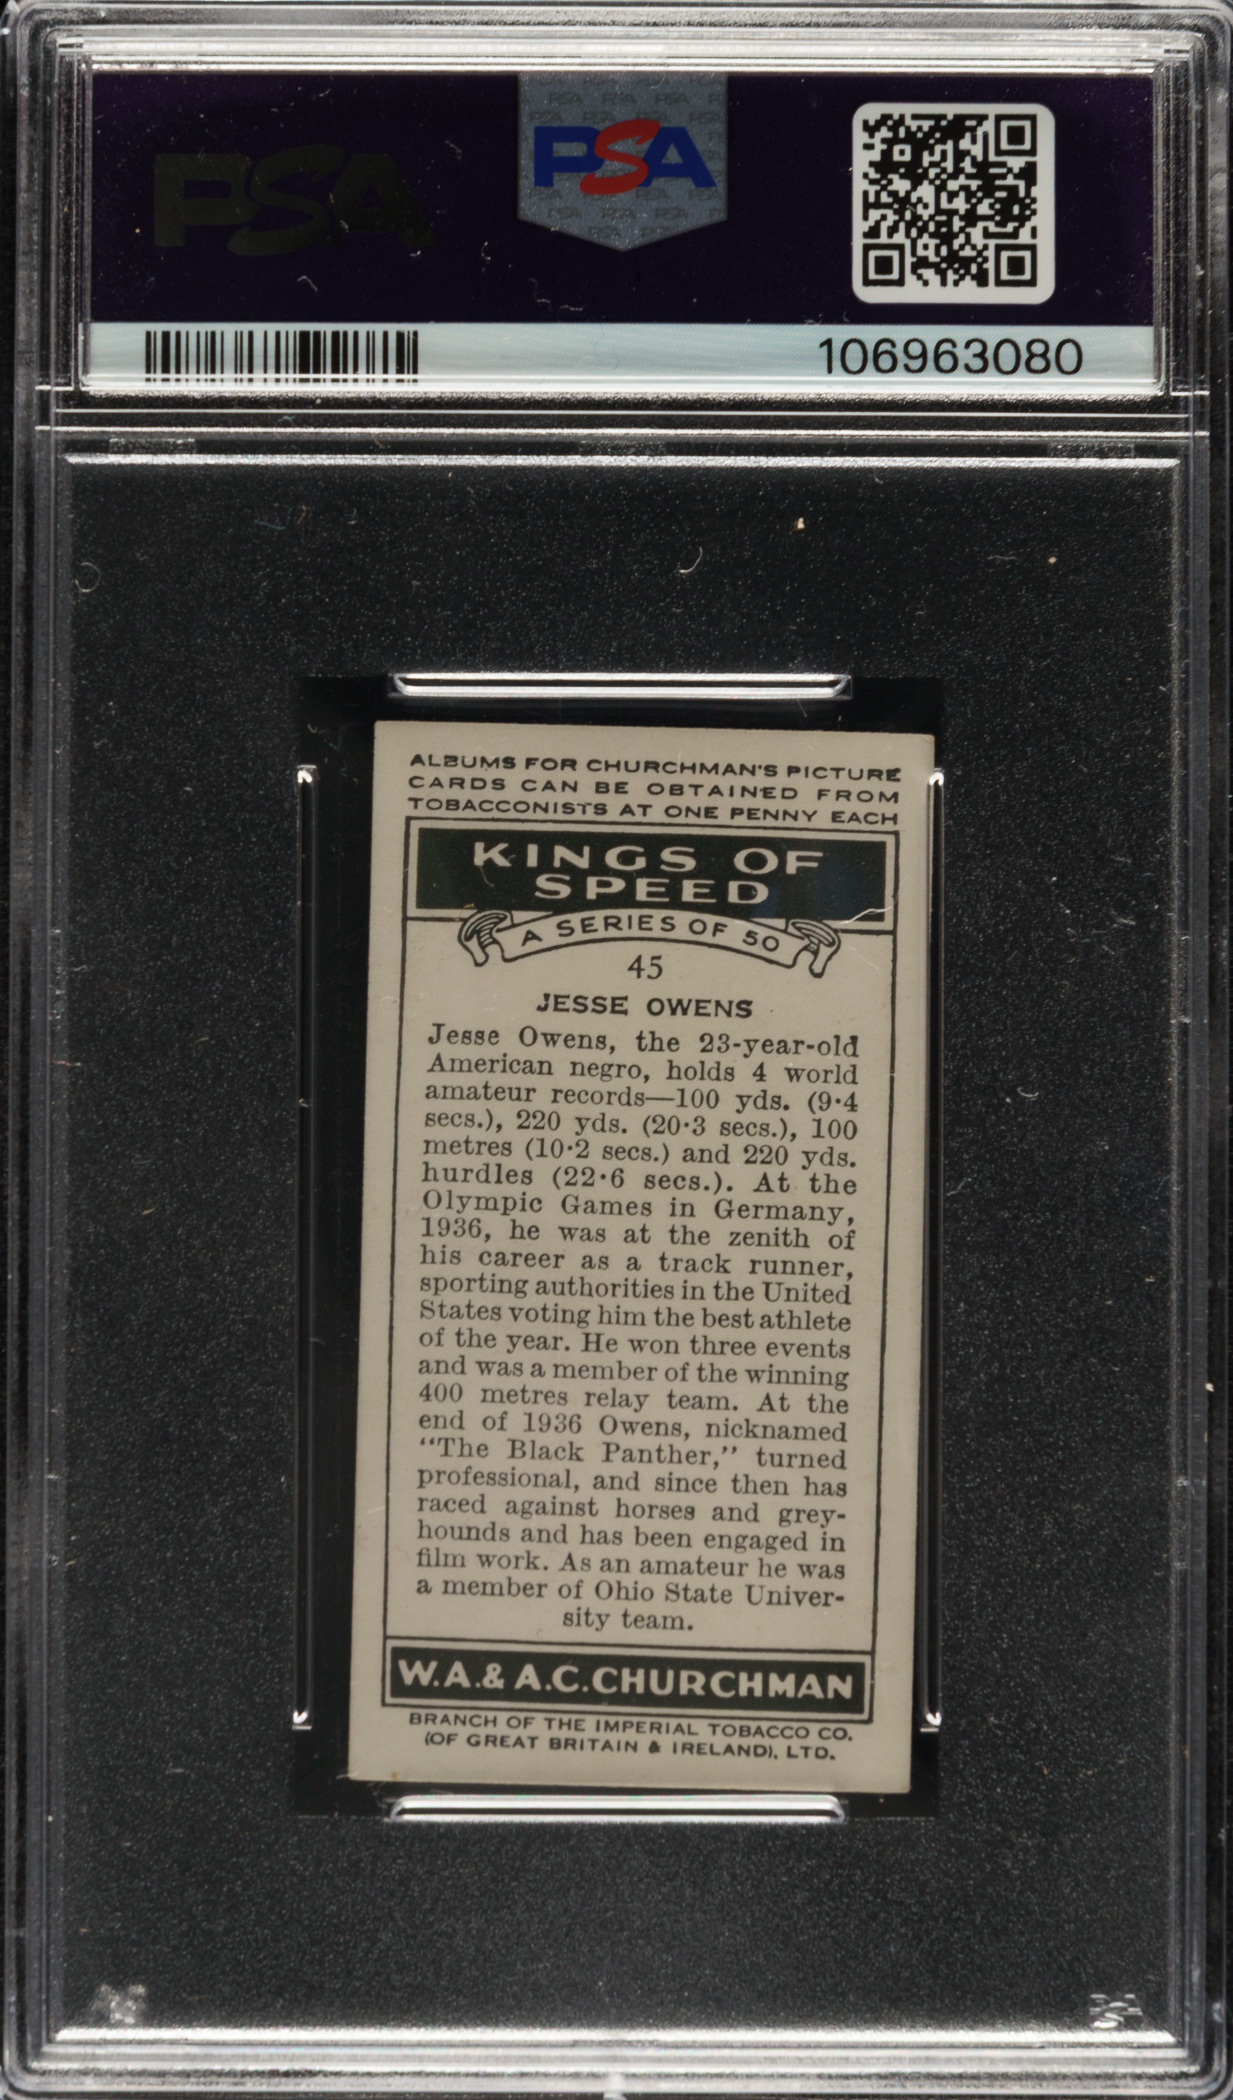 PSA
PSA
106963080
ALBUMS FOR CHURCHMAN'S PICTURE
CARDS CAN BE OBTAINED FROM
TOBACCONISTS AT ONE PENNY EACH
KINGS OF
SPEED
A SERIES OF 50
45
JESSE OWENS
Jesse Owens, the 23-year-old
American negro, holds 4 world
amateur records—100 yds. (9·4
secs.), 220 yds. (20·3 secs.), 100
metres (10·2 secs.) and 220 yds.
hurdles (22·6 secs.). At the
Olympic Games in Germany,
1936, he was at the zenith of
his career as a track runner,
sporting authorities in the United
States voting him the best athlete
of the year. He won three events
and was a member of the winning
400 metres relay team. At the
end of 1936 Owens, nicknamed
“The Black Panther,” turned
professional, and since then has
raced against horses and grey-
hounds and has been engaged in
film work. As an amateur he was
a member of Ohio State Univer-
sity team.
W.A.& A.C.CHURCHMAN
BRANCH OF THE IMPERIAL TOBACCO CO.
(OF GREAT BRITAIN & IRELAND), LTD.